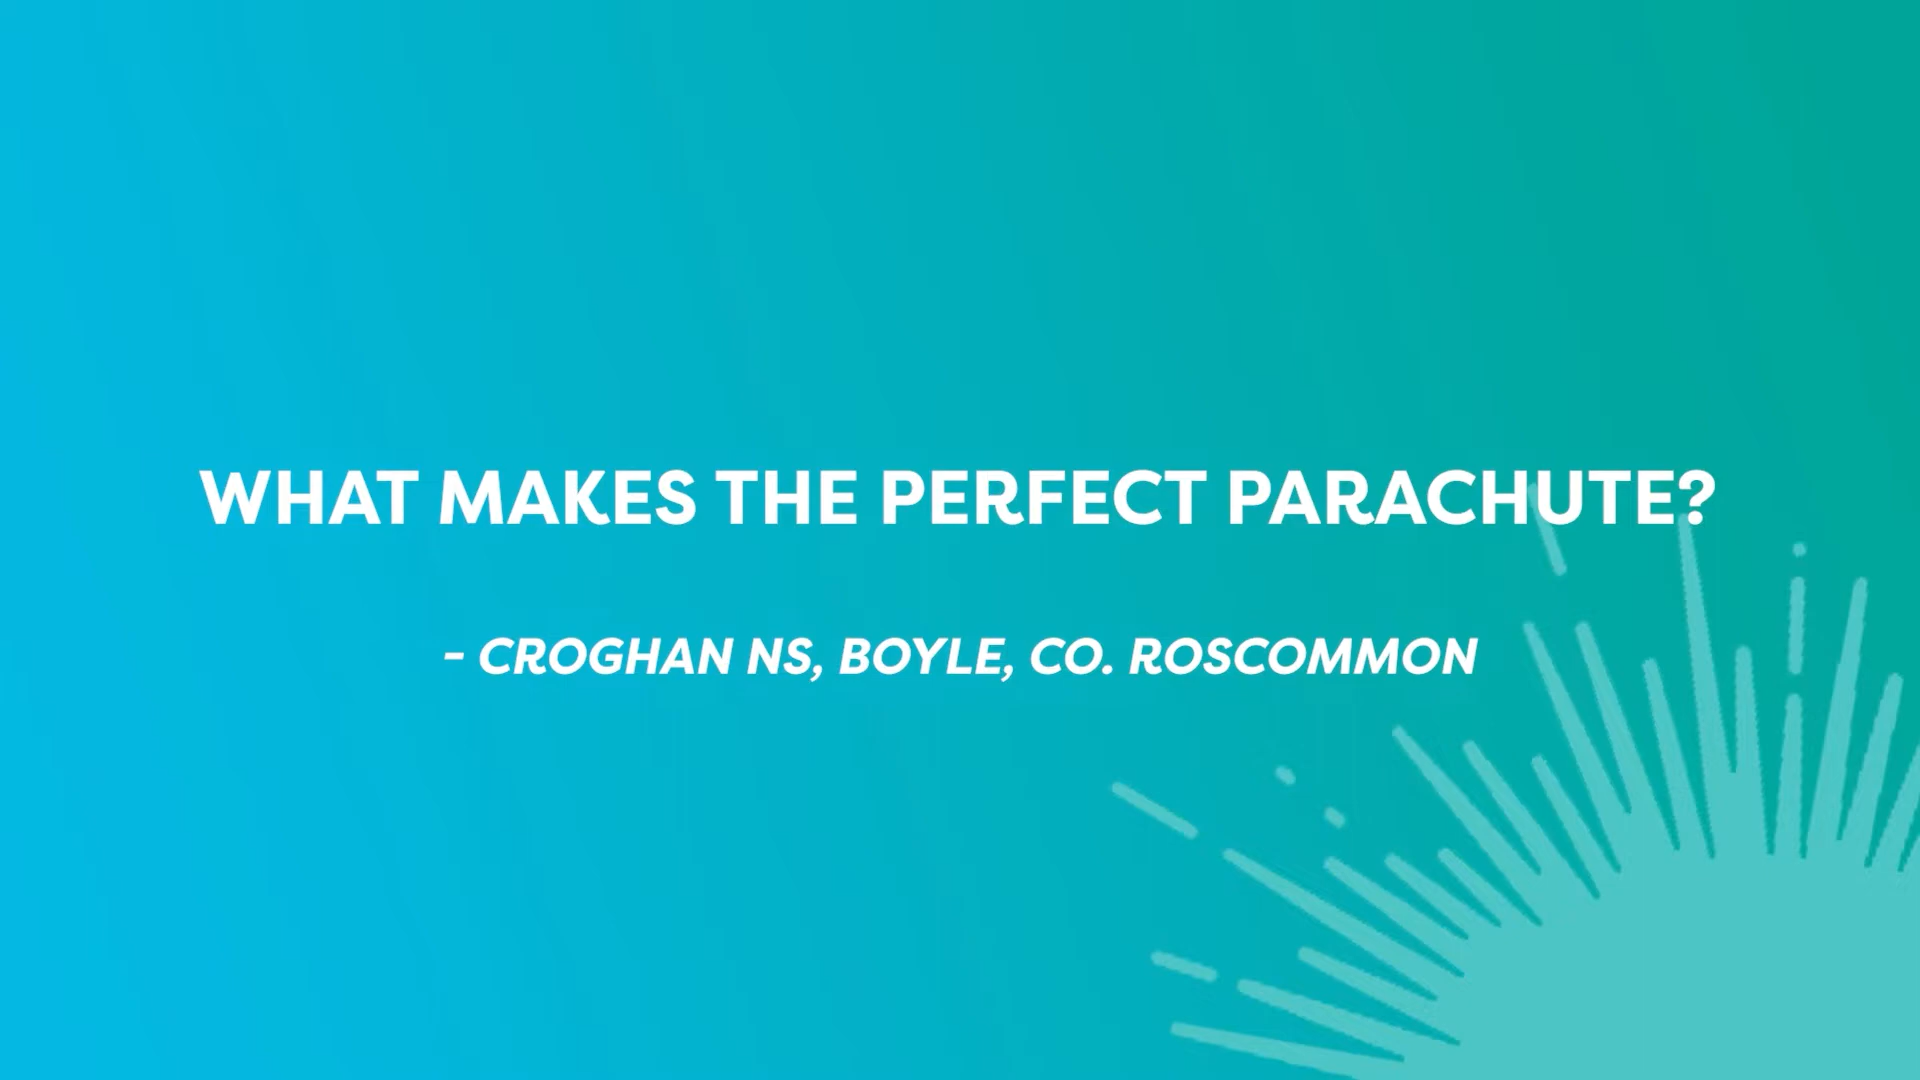 WHAT MAKES THE PERFECT PARACHUTE?
- CROGHAN NS, BOYLE, CO. ROSCOMMON